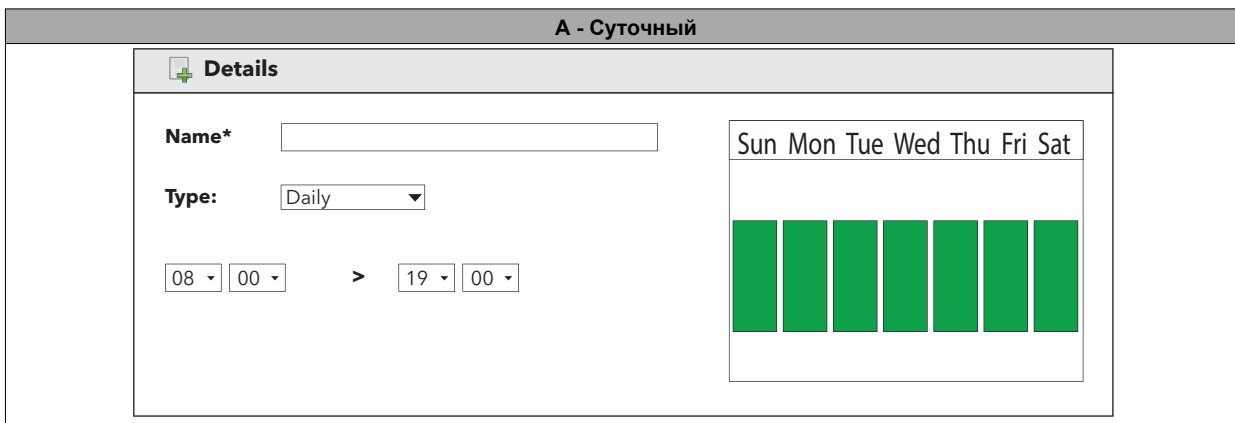 А - Суточный
Details
Name*
Sun Mon Tue Wed Thu Fri Sat
Type: Daily
08 00 > 19 00